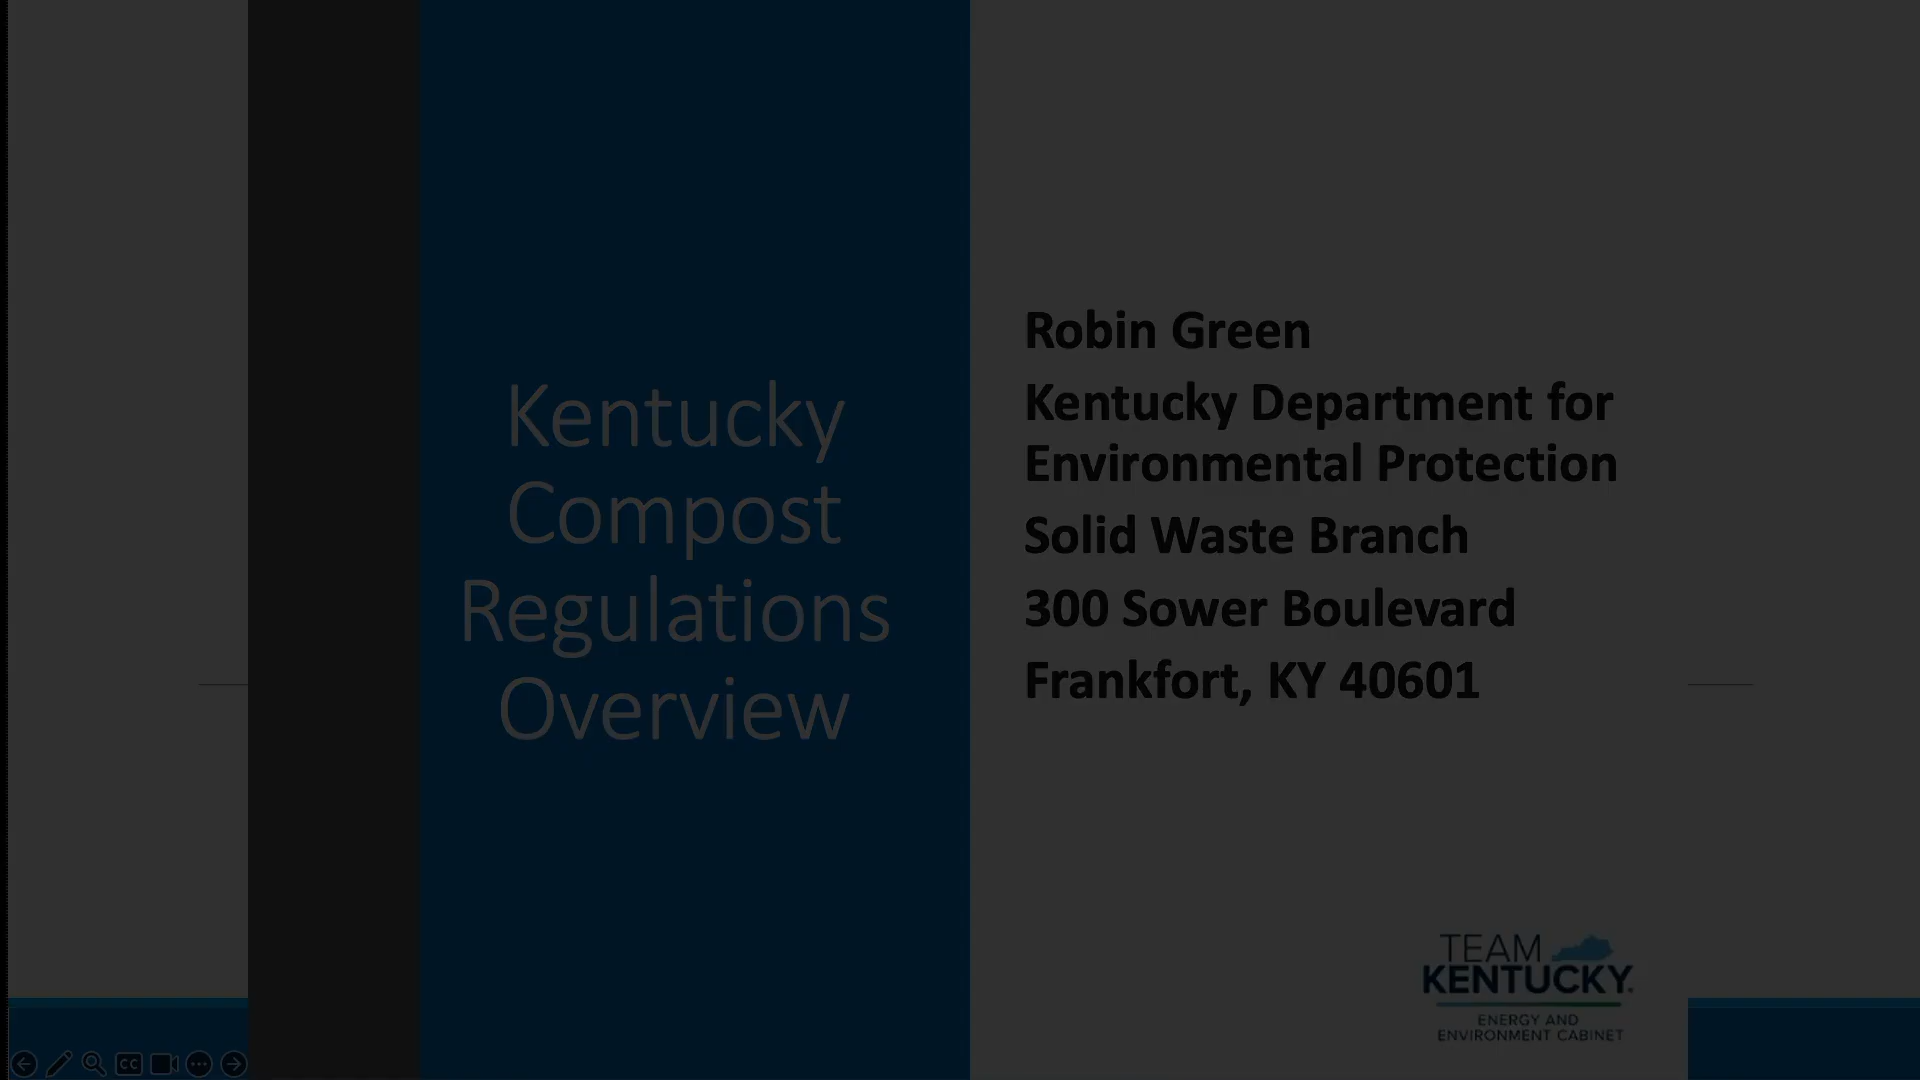 Kentucky
Compost
Regulations
Overview
Robin Green
Kentucky Department for
Environmental Protection
Solid Waste Branch
300 Sower Boulevard
Frankfort, KY 40601
TEAM
KENTUCKY.
ENERGY AND
ENVIRONMENT CABINET
CC